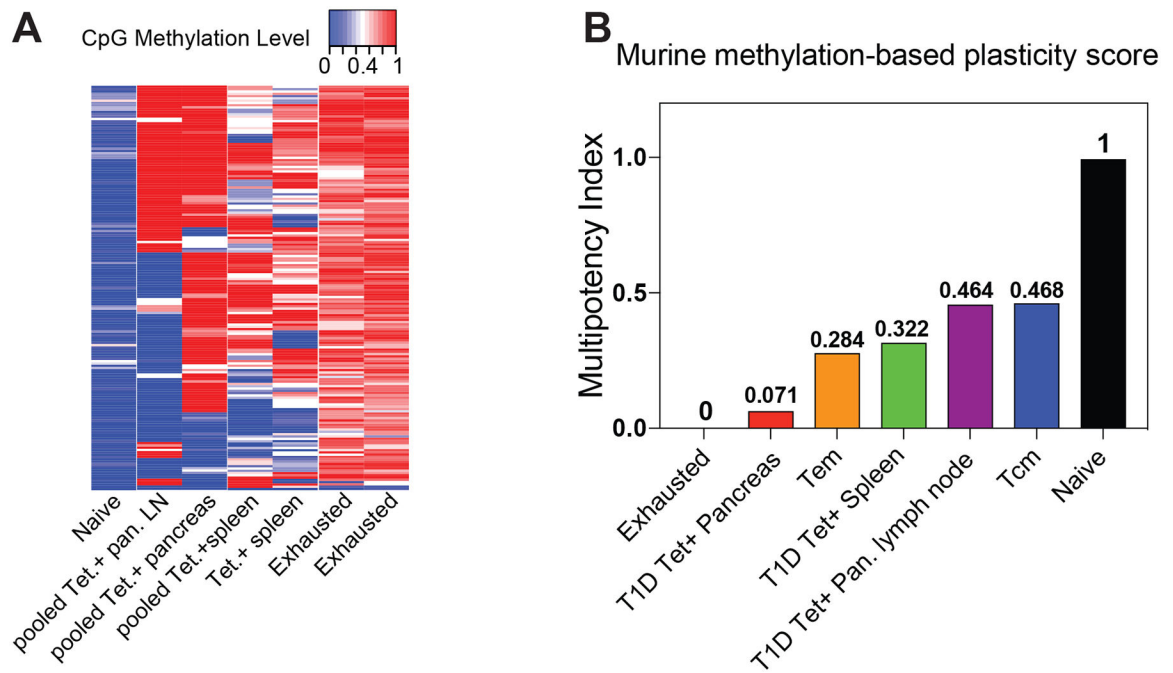 A
CpG Methylation Level
0 0.4 1
Naive
pooled Tet.+ pan. LN
pooled Tet.+ pancreas
pooled Tet.+spleen
Tet.+ spleen
Exhausted
Exhausted
B
Murine methylation-based plasticity score
Multipotency Index
1.0
0.5
0.0
0
0.071
0.284
0.322
0.464
0.468
1
Exhausted
T1D Tet+ Pancreas
Tem
T1D Tet+ Spleen
T1D Tet+ Pan. lymph node
Tcm
Naive